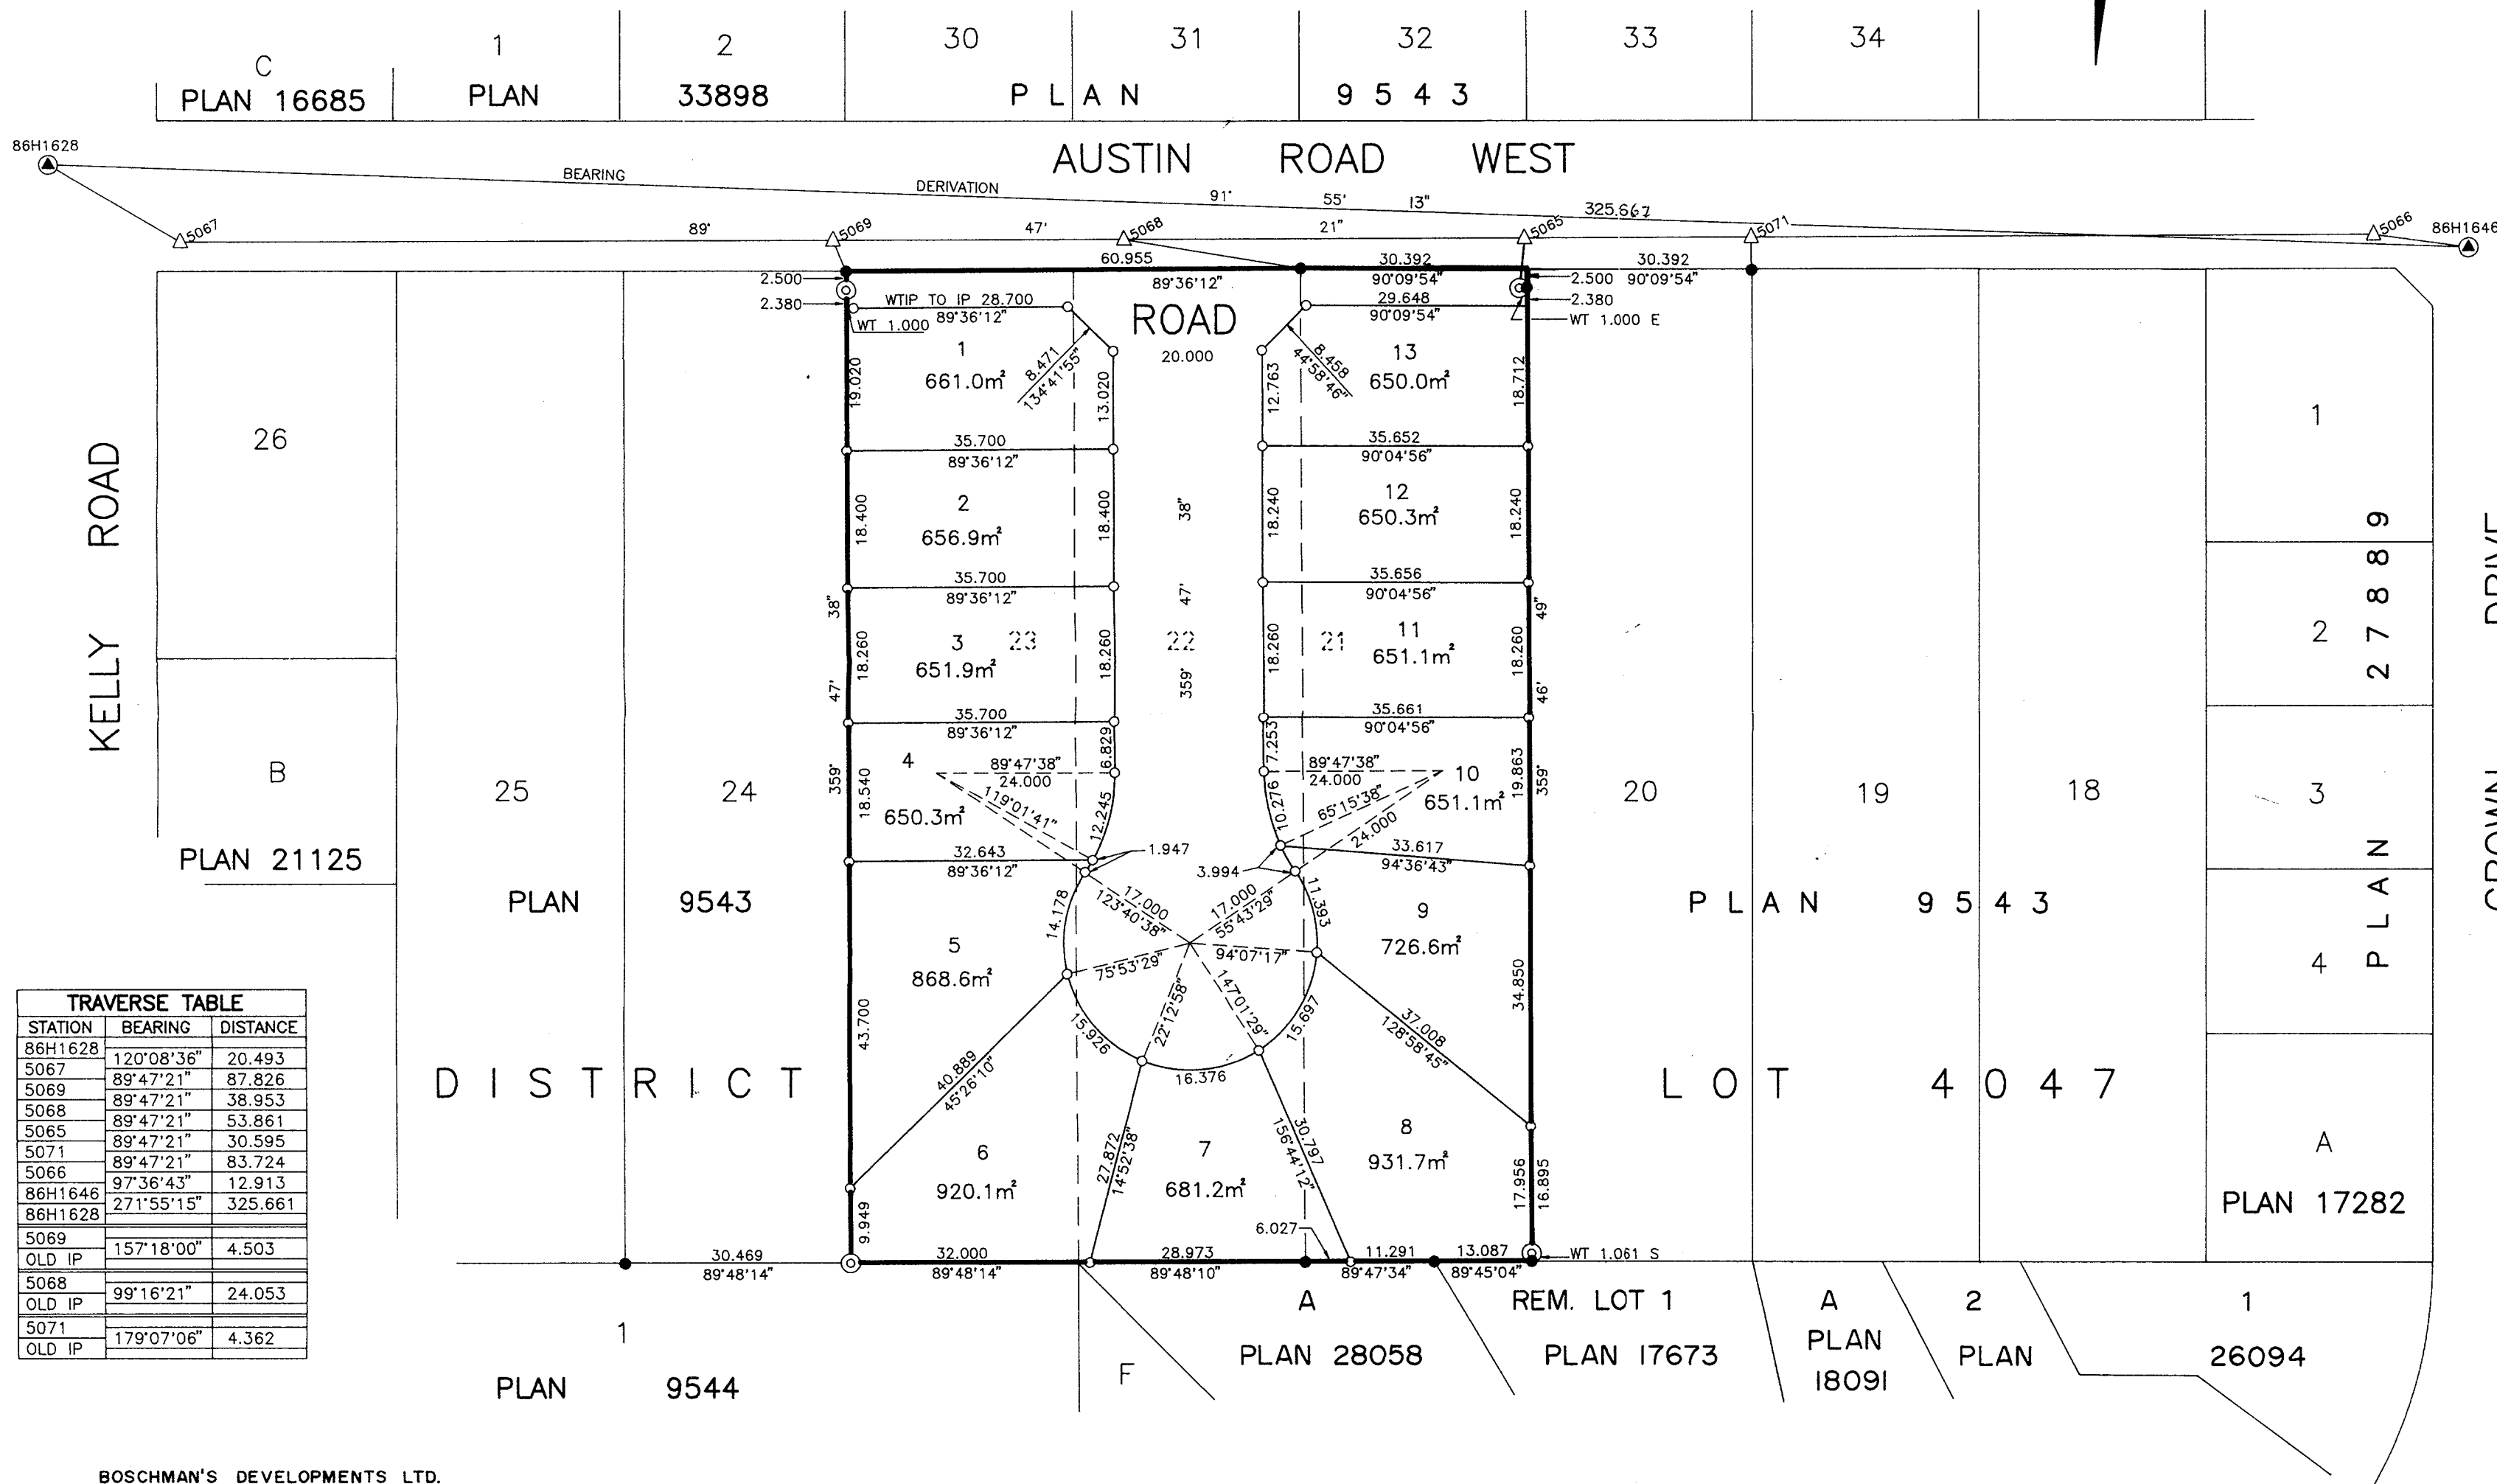 C 1 2 30 31 32 33 34
PLAN 16685 PLAN 33898 P L A N 9 5 4 3
86H1628
AUSTIN ROAD WEST
BEARING DERIVATION 91° 55' 13" 325.667
5067 89° 5069 47' 5068 21" 5065 5071 5066 86H1646
60.955 30.392 30.392
89°36'12" 90°09'54" 90°09'54"
2.500 2.500
2.380 2.380
WTIP TO IP 28.700
89°36'12"
WT 1.000
29.648
90°09'54"
WT 1.000 E
ROAD
20.000
1
661.0m²
19.020
8.471
134°41'55"
13.020
12.763
8.458
44°58'46"
13
650.0m²
18.712
35.700
89°36'12"
35.652
90°04'56"
2
656.9m²
18.400
18.400
38"
18.240
12
650.3m²
18.240
35.700
89°36'12"
35.656
90°04'56"
38"
47'
49"
3
651.9m²
18.260
23
18.260
22
359°
18.260
21
11
651.1m²
18.260
47'
46'
35.700
89°36'12"
35.661
90°04'56"
4
650.3m²
359°
18.540
6.829
89°47'38"
24.000
119°01'41"
12.245
7.253
89°47'38"
24.000
10.276
65°15'38"
24.000
10
651.1m²
19.863
359°
32.643
89°36'12"
1.947
3.994
33.617
94°36'43"
5
868.6m²
43.700
14.178
17.000
123°40'38"
17.000
55°43'29"
11.393
9
726.6m²
34.850
75°53'29"
94°07'17"
22°12'58"
147°01'29"
15.926
16.376
15.697
37.008
128°58'45"
40.889
45°26'10"
6
920.1m²
9.949
27.872
14°52'38"
7
681.2m²
30.797
156°44'12"
8
931.7m²
17.956
16.895
6.027
30.469 32.000 28.973 11.291 13.087
89°48'14" 89°48'14" 89°48'10" 89°47'34" 89°45'04"
WT 1.061 S
KELLY ROAD
26
B
PLAN 21125
25 24
PLAN 9543
DISTRICT
20 19 18
P L A N 9 5 4 3
LOT 4047
1
2
3
4
PLAN 27889
A
PLAN 17282
CROWN DRIVE
TRAVERSE TABLE
STATION BEARING DISTANCE
86H1628
120°08'36" 20.493
5067
89°47'21" 87.826
5069
89°47'21" 38.953
5068
89°47'21" 53.861
5065
89°47'21" 30.595
5071
89°47'21" 83.724
5066
97°36'43" 12.913
86H1646
271°55'15" 325.661
86H1628
5069
157°18'00" 4.503
OLD IP
5068
99°16'21" 24.053
OLD IP
5071
179°07'06" 4.362
OLD IP
1
PLAN 9544
F
A
PLAN 28058
REM. LOT 1
PLAN 17673
A
PLAN
18091
2 1
PLAN 26094
BOSCHMAN'S DEVELOPMENTS LTD.